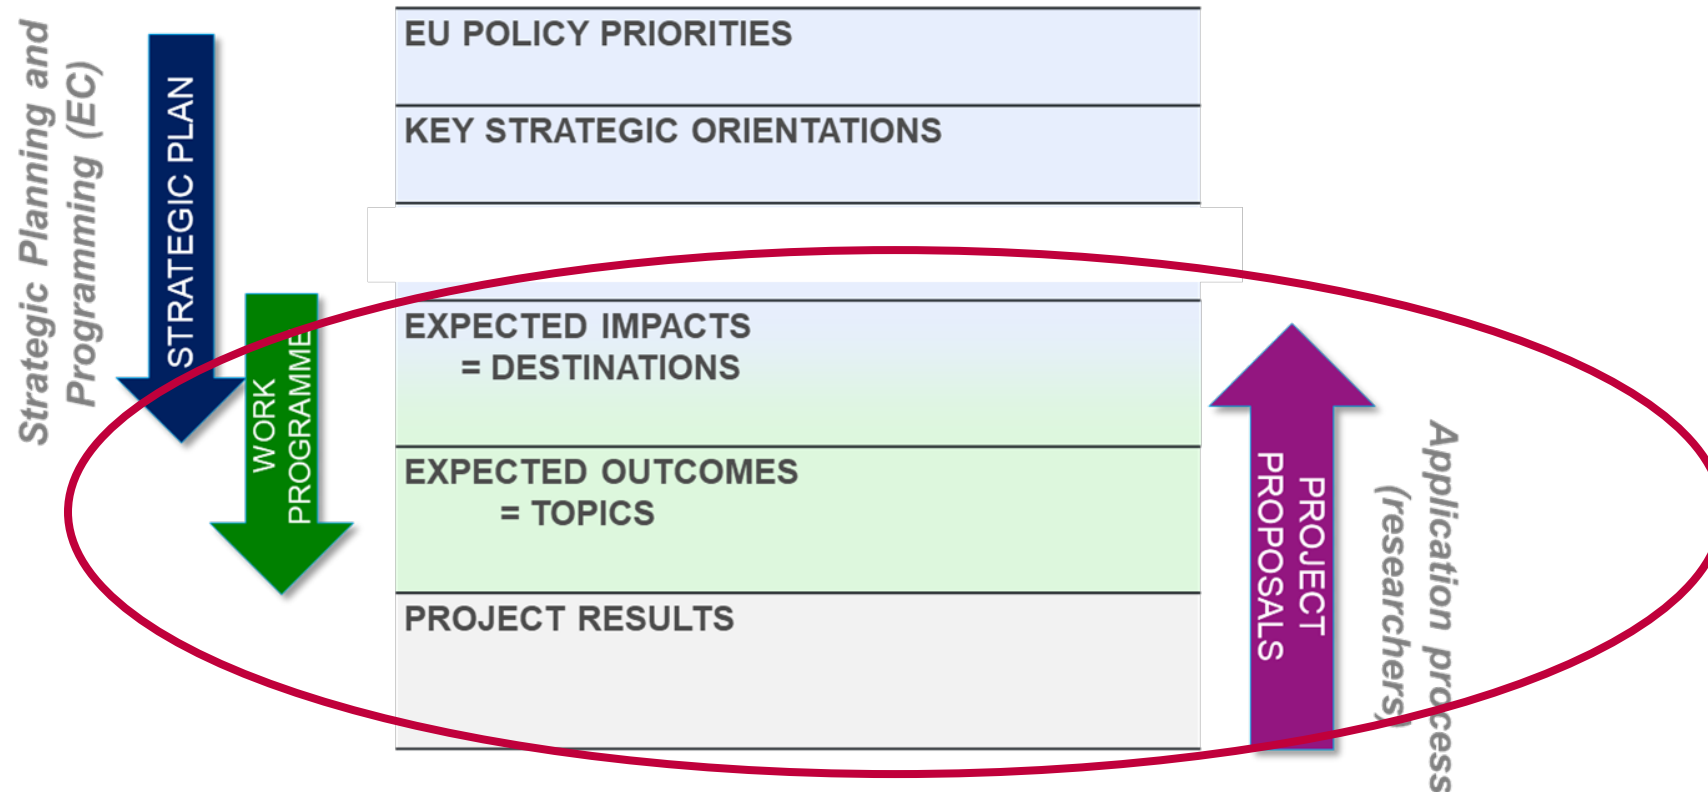 Strategic Planning and
Programming (EC)
STRATEGIC PLAN
WORK
PROGRAMME
EU POLICY PRIORITIES
KEY STRATEGIC ORIENTATIONS
EXPECTED IMPACTS
= DESTINATIONS
EXPECTED OUTCOMES
= TOPICS
PROJECT RESULTS
PROJECT
PROPOSALS
Application process
(researchers)